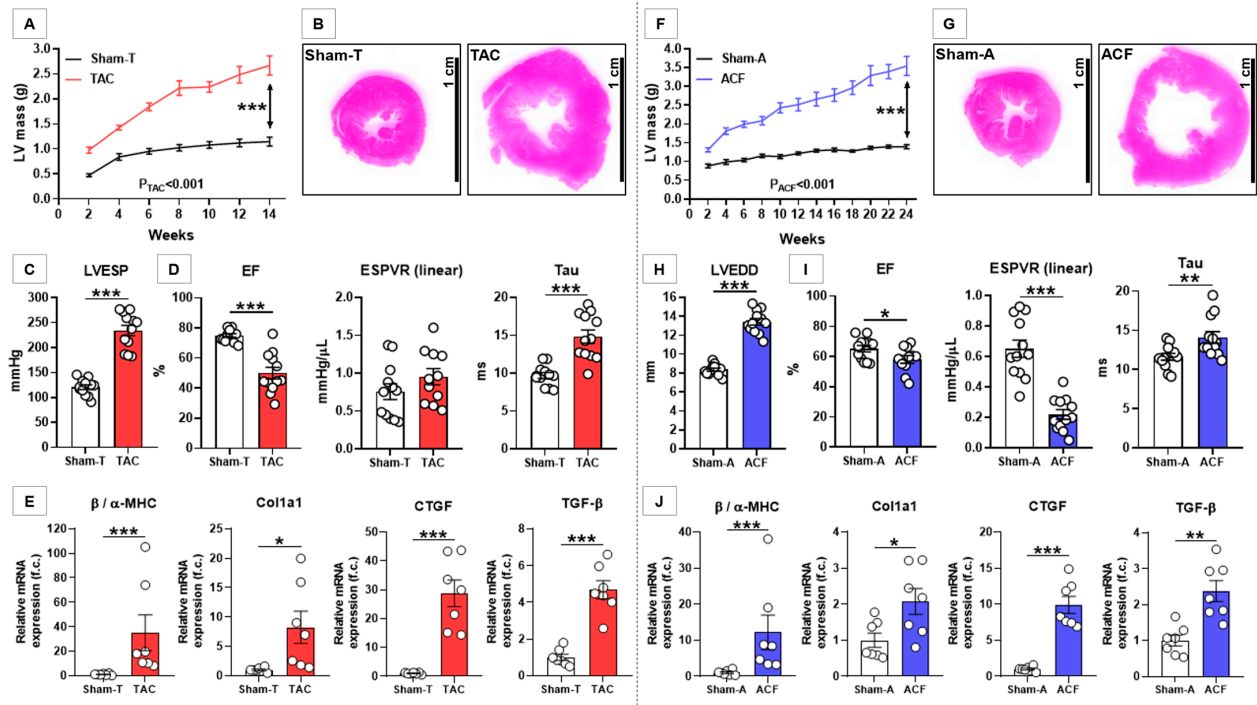 A
3.0
2.5
2.0
1.5
1.0
0.5
0.0
LV mass (g)
Sham-T
TAC
***
P_TAC<0.001
0 2 4 6 8 10 12 14
Weeks
B
Sham-T
1 cm
TAC
1 cm
F
4.0
3.5
3.0
2.5
2.0
1.5
1.0
0.5
0.0
LV mass (g)
Sham-A
ACF
***
P_ACF<0.001
0 2 4 6 8 10 12 14 16 18 20 22 24
Weeks
G
Sham-A
1 cm
ACF
1 cm
C
LVESP
***
300
250
200
150
100
50
0
mmHg
Sham-T TAC
D
EF
***
100
80
60
40
20
0
%
Sham-T TAC
ESPVR (linear)
2.0
1.5
1.0
0.5
0.0
mmHg/µL
Sham-T TAC
Tau
***
20
15
10
5
0
ms
Sham-T TAC
H
LVEDD
***
16
14
12
10
8
6
4
2
0
mm
Sham-A ACF
I
EF
*
100
80
60
40
20
0
%
Sham-A ACF
ESPVR (linear)
***
1.0
0.8
0.6
0.4
0.2
0.0
mmHg/µL
Sham-A ACF
Tau
**
20
15
10
5
0
ms
Sham-A ACF
E
β / α-MHC
***
120
100
80
60
40
20
0
Relative mRNA
expression (f.c.)
Sham-T TAC
Col1a1
*
25
20
15
10
5
0
Relative mRNA
expression (f.c.)
Sham-T TAC
CTGF
***
50
40
30
20
10
0
Relative mRNA
expression (f.c.)
Sham-T TAC
TGF-β
***
8
6
4
2
0
Relative mRNA
expression (f.c.)
Sham-T TAC
J
β / α-MHC
***
40
30
20
10
0
Relative mRNA
expression (f.c.)
Sham-A ACF
Col1a1
*
4
3
2
1
0
Relative mRNA
expression (f.c.)
Sham-A ACF
CTGF
***
20
15
10
5
0
Relative mRNA
expression (f.c.)
Sham-A ACF
TGF-β
**
4
3
2
1
0
Relative mRNA
expression (f.c.)
Sham-A ACF